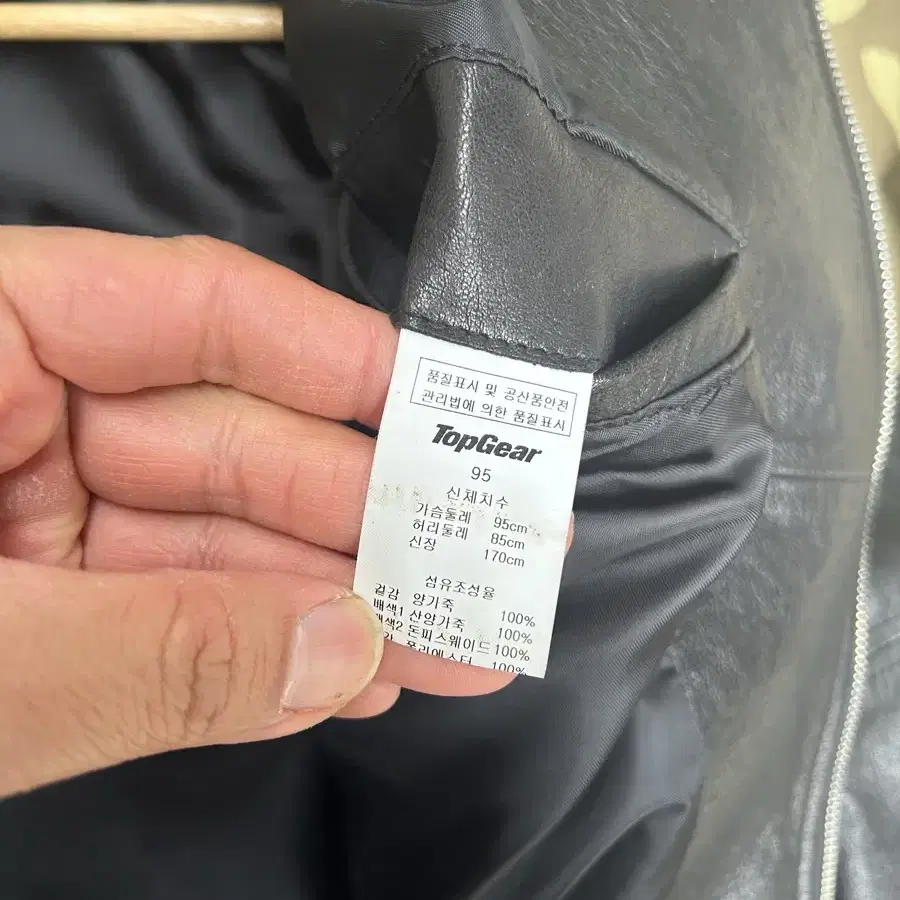 품질표시 및 공산품안전
관리법에 의한 품질표시
TopGear
95
신체치수
가슴둘레 95cm
허리둘레 85cm
신장 170cm
섬유조성율
겉감 양가죽 100%
배색1 산양가죽 100%
배색2 돈피스웨이드 100%
폴리에스터 100%